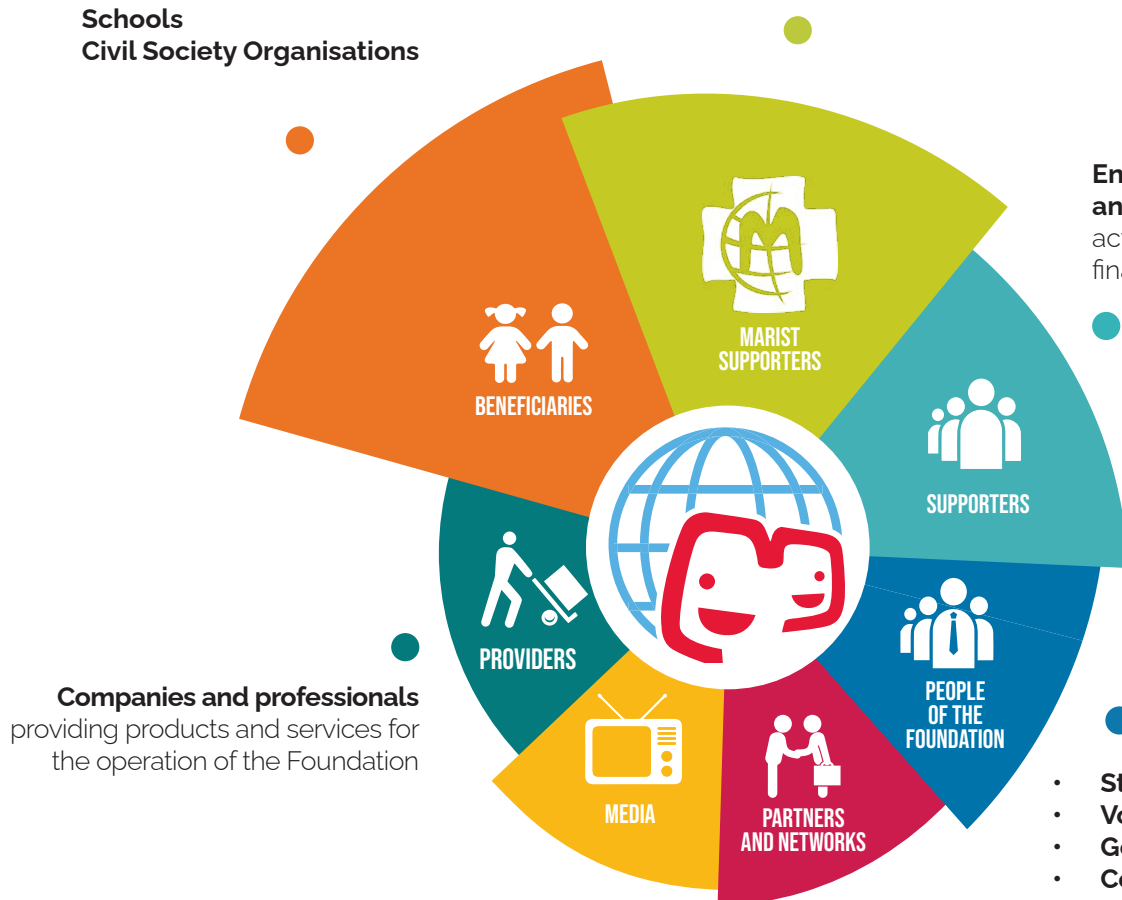 Schools
Civil Society Organisations
MARIST
SUPPORTERS
BENEFICIARIES
SUPPORTERS
PROVIDERS
PEOPLE
OF THE
FOUNDATION
Companies and professionals
providing products and services for
the operation of the Foundation
MEDIA
PARTNERS
AND NETWORKS